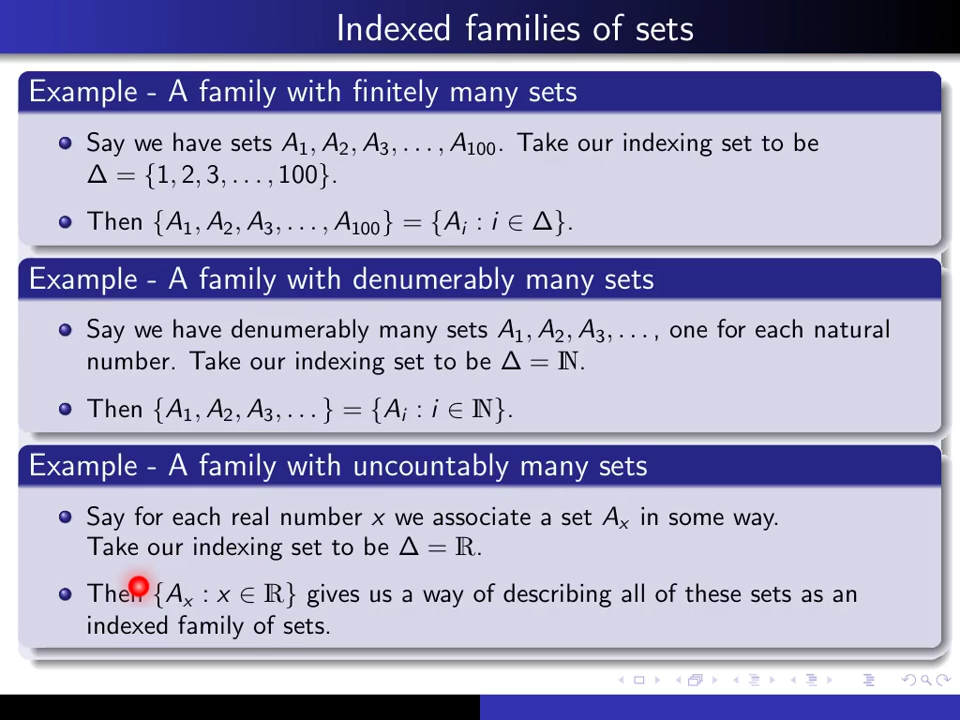 Indexed families of sets
Example - A family with finitely many sets
Say we have sets A₁, A₂, A₃, . . . , A₁₀₀. Take our indexing set to be
Δ = {1, 2, 3, . . . , 100}.
Then {A₁, A₂, A₃, . . . , A₁₀₀} = {Aᵢ : i ∈ Δ}.
Example - A family with denumerably many sets
Say we have denumerably many sets A₁, A₂, A₃, . . . , one for each natural
number. Take our indexing set to be Δ = ℕ.
Then {A₁, A₂, A₃, . . . } = {Aᵢ : i ∈ ℕ}.
Example - A family with uncountably many sets
Say for each real number x we associate a set Aₓ in some way.
Take our indexing set to be Δ = ℝ.
Then {Aₓ : x ∈ ℝ} gives us a way of describing all of these sets as an
indexed family of sets.